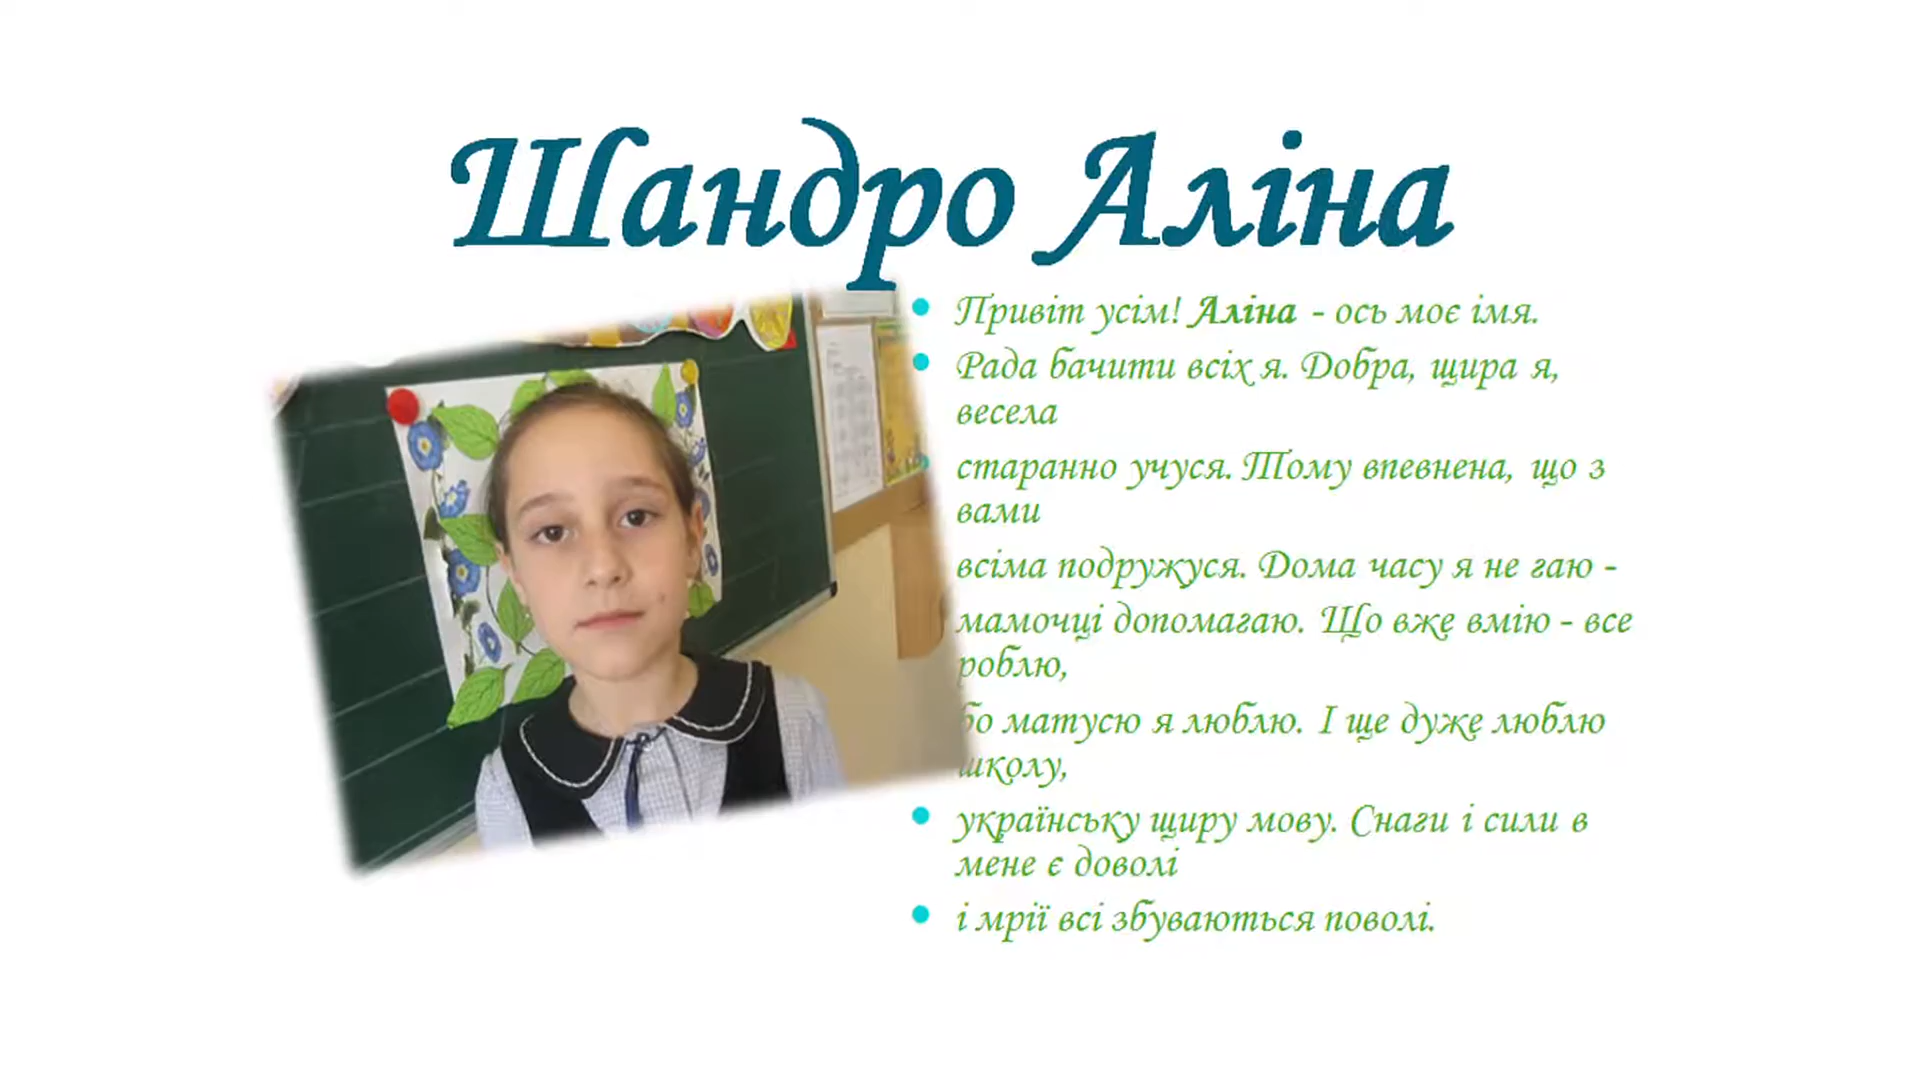 Шандро Аліна
Привіт усім! Аліна - ось моє імя.
Рада бачити всіх я. Добра, щира я,
весела
старанно учуся. Тому впевнена, що з
вами
всіма подружуся. Дома часу я не гаю -
мамочці допомагаю. Що вже вмію - все
роблю,
бо матусю я люблю. І ще дуже люблю
школу,
українську щиру мову. Снаги і сили в
мене є доволі
і мрії всі збуваються поволі.